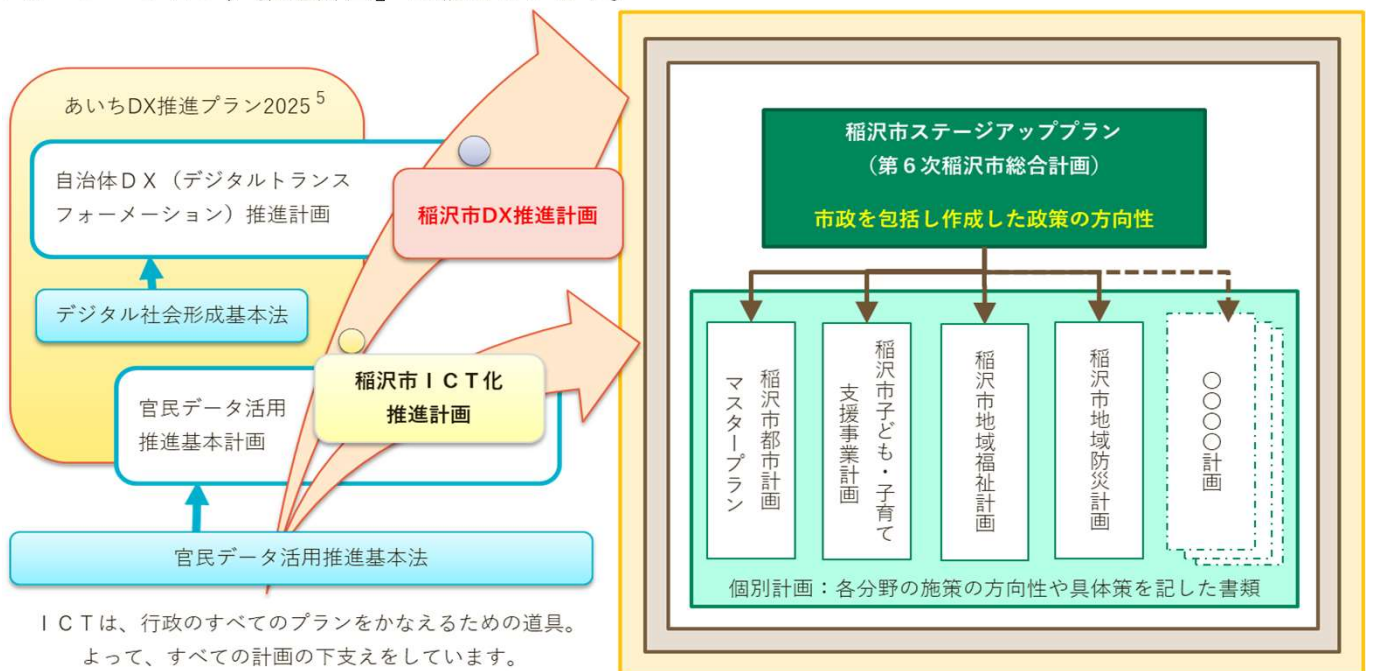 あいちDX推進プラン2025 5
自治体DX（デジタルトランス
フォーメーション）推進計画
稲沢市DX推進計画
デジタル社会形成基本法
稲沢市ICT化
推進計画
官民データ活用
推進基本計画
官民データ活用推進基本法
ICTは、行政のすべてのプランをかなえるための道具。
よって、すべての計画の下支えをしています。
稲沢市ステージアッププラン
（第6次稲沢市総合計画）
市政を包括し作成した政策の方向性
稲沢市都市計画
マスタープラン
稲沢市子ども・子育て
支援事業計画
稲沢市地域福祉計画
稲沢市地域防災計画
〇〇〇〇計画
個別計画：各分野の施策の方向性や具体策を記した書類